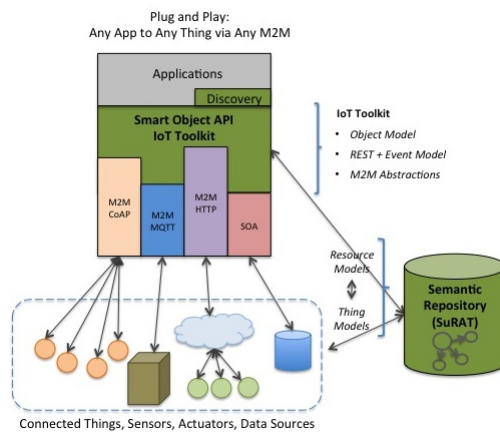 Plug and Play:
Any App to Any Thing via Any M2M
Applications
Discovery
Smart Object API
IoT Toolkit
M2M
CoAP
M2M
MQTT
M2M
HTTP
SOA
IoT Toolkit
• Object Model
• REST + Event Model
• M2M Abstractions
Resource
Models
Thing
Models
Semantic
Repository
(SuRAT)
Connected Things, Sensors, Actuators, Data Sources